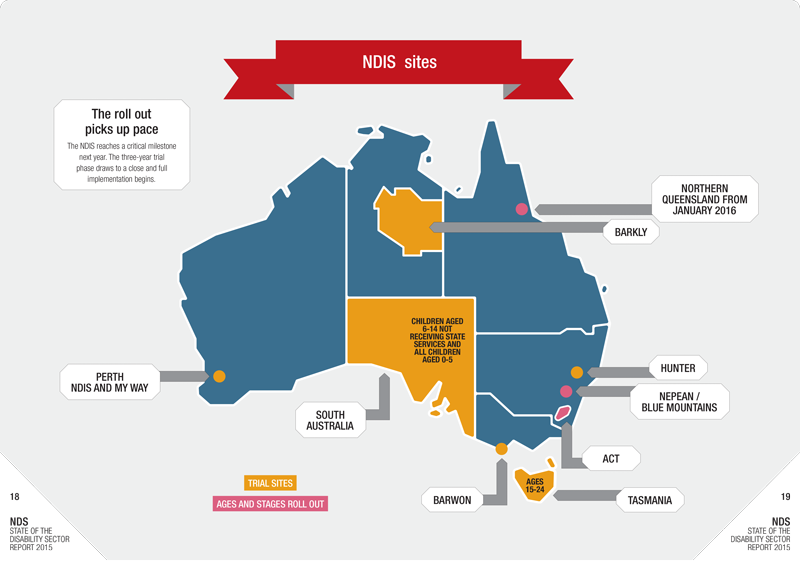 NDIS sites
The roll out
picks up pace
The NDIS reaches a critical milestone
next year. The three-year trial
phase draws to a close and full
implementation begins.
NORTHERN
QUEENSLAND FROM
JANUARY 2016
BARKLY
CHILDREN AGED
6-14 NOT
RECEIVING STATE
SERVICES AND
ALL CHILDREN
AGED 0-5
PERTH
NDIS AND MY WAY
HUNTER
NEPEAN /
BLUE MOUNTAINS
SOUTH
AUSTRALIA
ACT
AGES
15-24
BARWON
TASMANIA
TRIAL SITES
AGES AND STAGES ROLL OUT
18
NDS
STATE OF THE
DISABILITY SECTOR
REPORT 2015
19
NDS
STATE OF THE
DISABILITY SECTOR
REPORT 2015